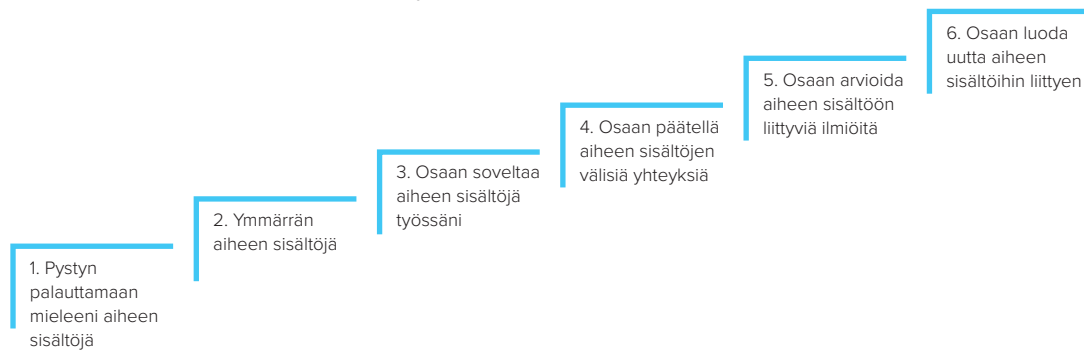 1. Pystyn
palauttamaan
mieleeni aiheen
sisältöjä
2. Ymmärrän
aiheen sisältöjä
3. Osaan soveltaa
aiheen sisältöjä
työssäni
4. Osaan päätellä
aiheen sisältöjen
välisiä yhteyksiä
5. Osaan arvioida
aiheen sisältöön
liittyviä ilmiöitä
6. Osaan luoda
uutta aiheen
sisältöihin liittyen